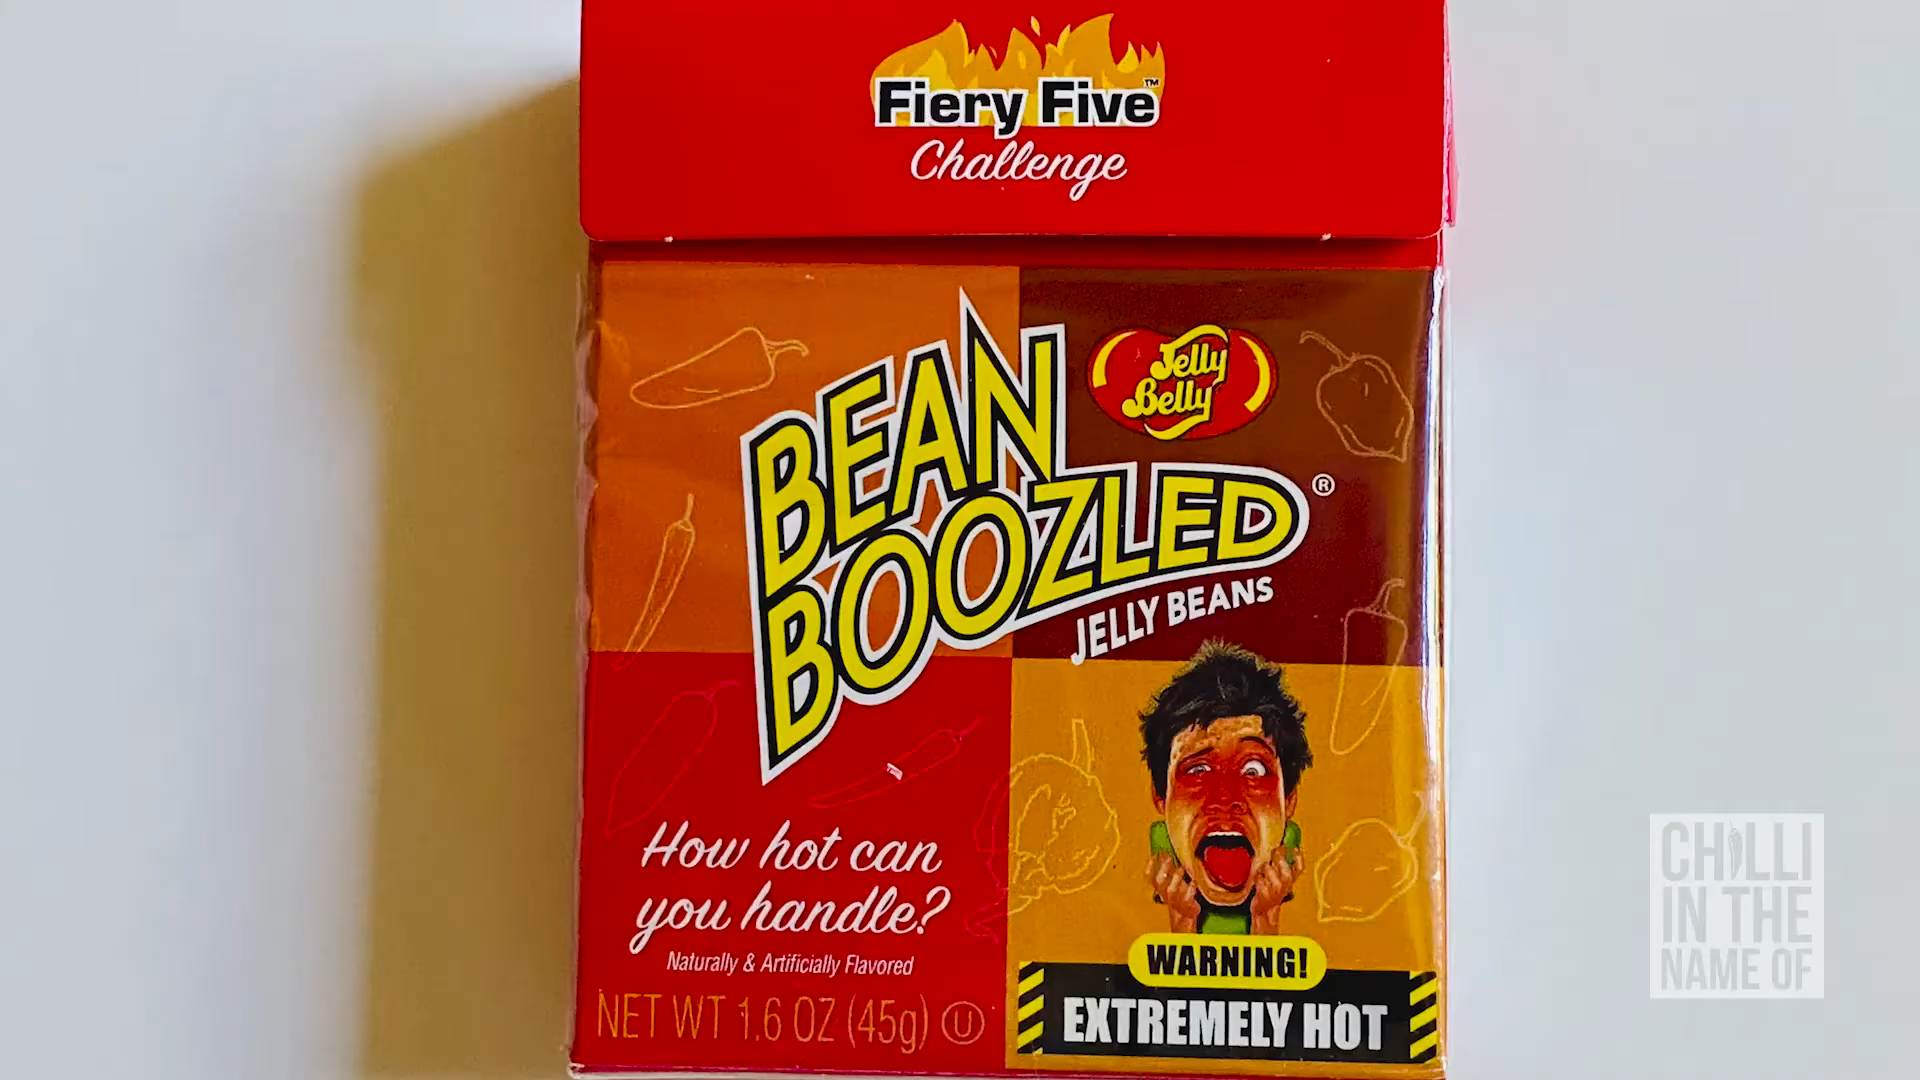 Fiery Five™
Challenge
Jelly
Belly
BEAN
BOOZLED®
JELLY BEANS
How hot can
you handle?
Naturally & Artificially Flavored
NET WT 1.6 OZ (45g) U
WARNING!
EXTREMELY HOT
CHILLI
IN THE
NAME OF